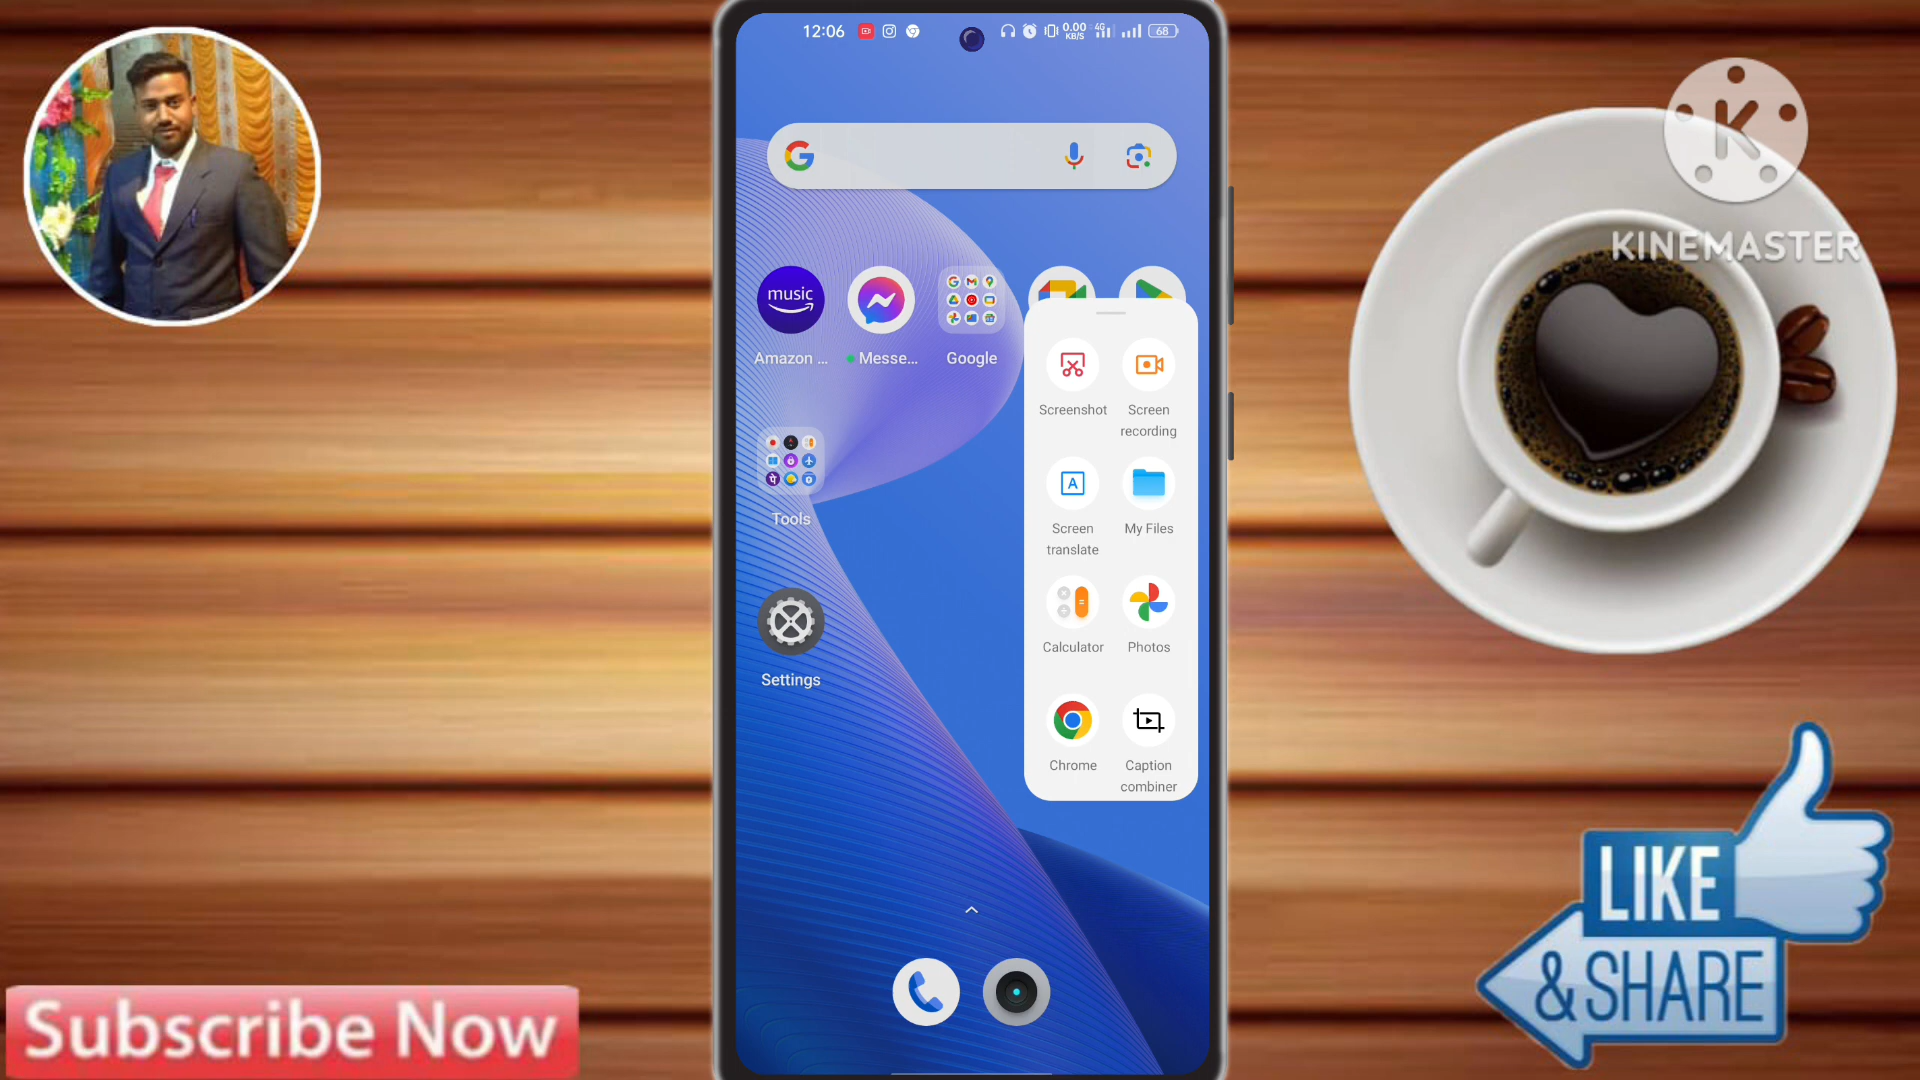 12:06
0.00
KB/S
4G
68
KINEMASTER
music
Amazon ...
Messe...
Google
Tools
Settings
Screenshot
Screen
recording
A
Screen
translate
My Files
Calculator
Photos
Chrome
Caption
combiner
Subscribe Now
LIKE
& SHARE